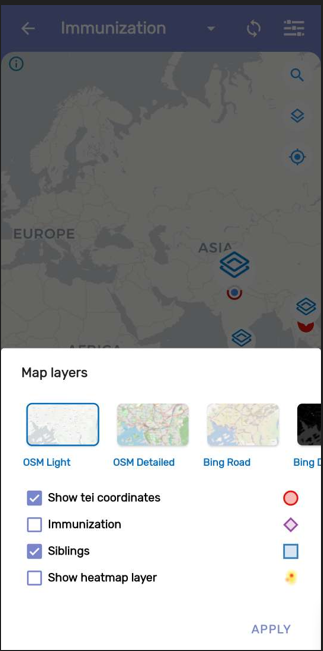 Immunization
EUROPE
ASIA
AFRICA
Map layers
OSM Light
OSM Detailed
Bing Road
Bing D
Show tei coordinates
Immunization
Siblings
Show heatmap layer
APPLY